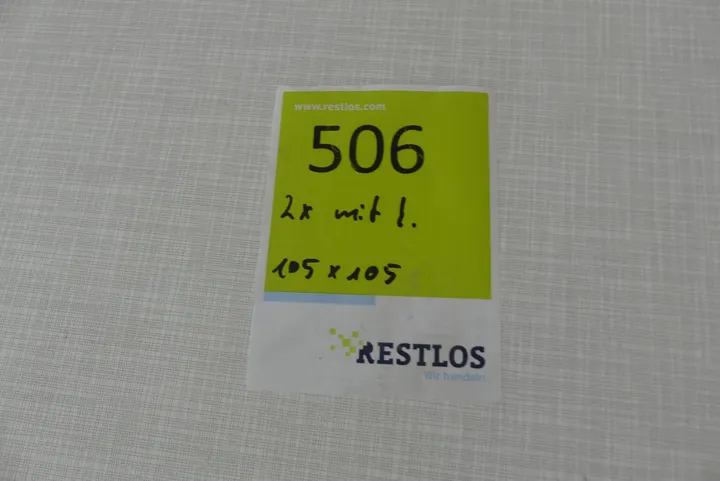 www.restlos.com
506
2x mit l.
105 x 105
RESTLOS
Wir handeln